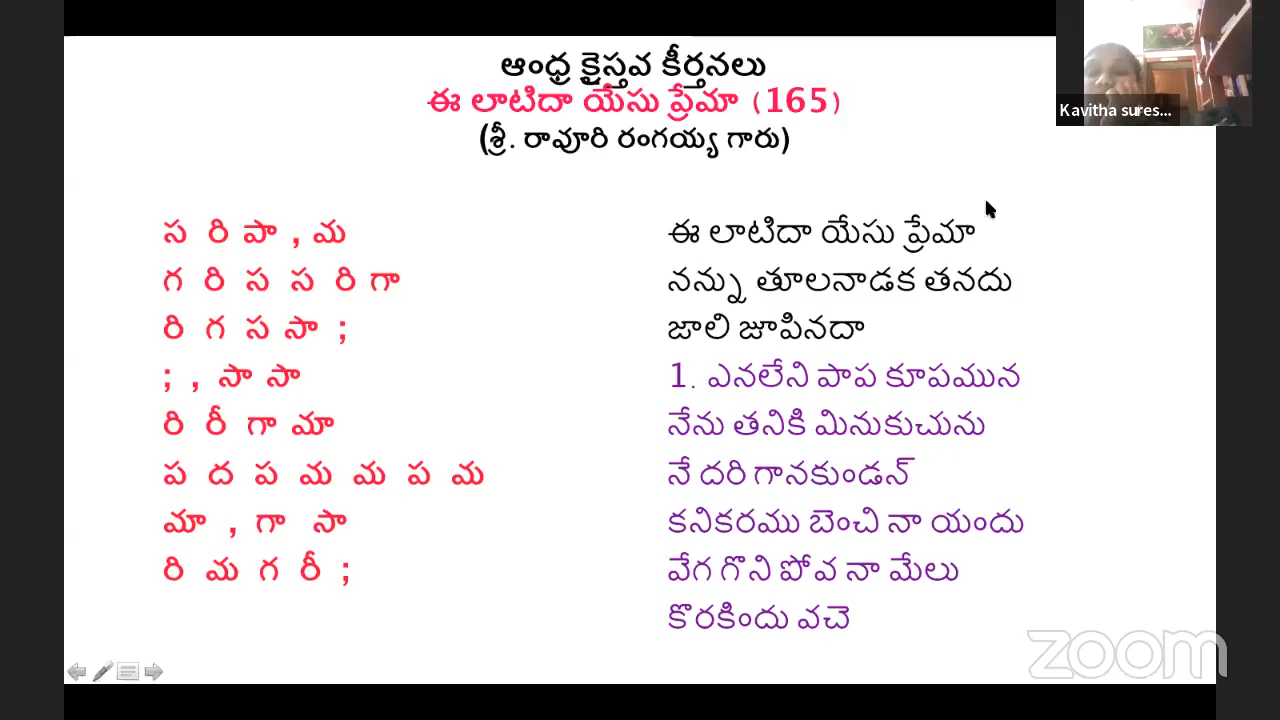 ఆంధ్ర క్రైస్తవ కీర్తనలు
ఈ లాటిదా యేసు ప్రేమా (165)
(శ్రీ. రావూరి రంగయ్య గారు)
Kavitha sures...
స రి పా , మ
గ రి స స రి గా
రి గ స సా ;
; , సా సా
రి రీ గా మా
ప ద ప మ మ ప మ
మా , గా సా
రి మ గ రీ ;
ఈ లాటిదా యేసు ప్రేమా
నన్ను తూలనాడక తనదు
జాలి జూపినదా
1. ఎనలేని పాప కూపమున
నేను తనికి మినుకుచును
నే దరి గానకుండన్
కనికరము బెంచి నా యందు
వేగ గొని పోవ నా మేలు
కొరకిందు వచె
zoom